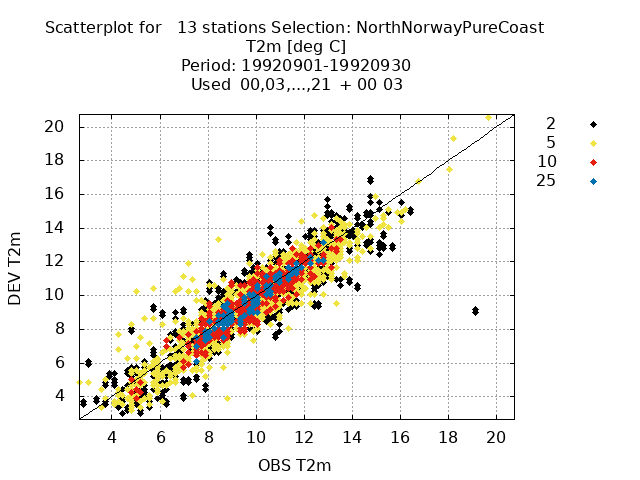 Scatterplot for   13 stations Selection: NorthNorwayPureCoast
T2m [deg C]
Period: 19920901-19920930
Used  00,03,...,21  + 00 03
2
5
10
25
DEV T2m
20
18
16
14
12
10
8
6
4
4 6 8 10 12 14 16 18 20
OBS T2m